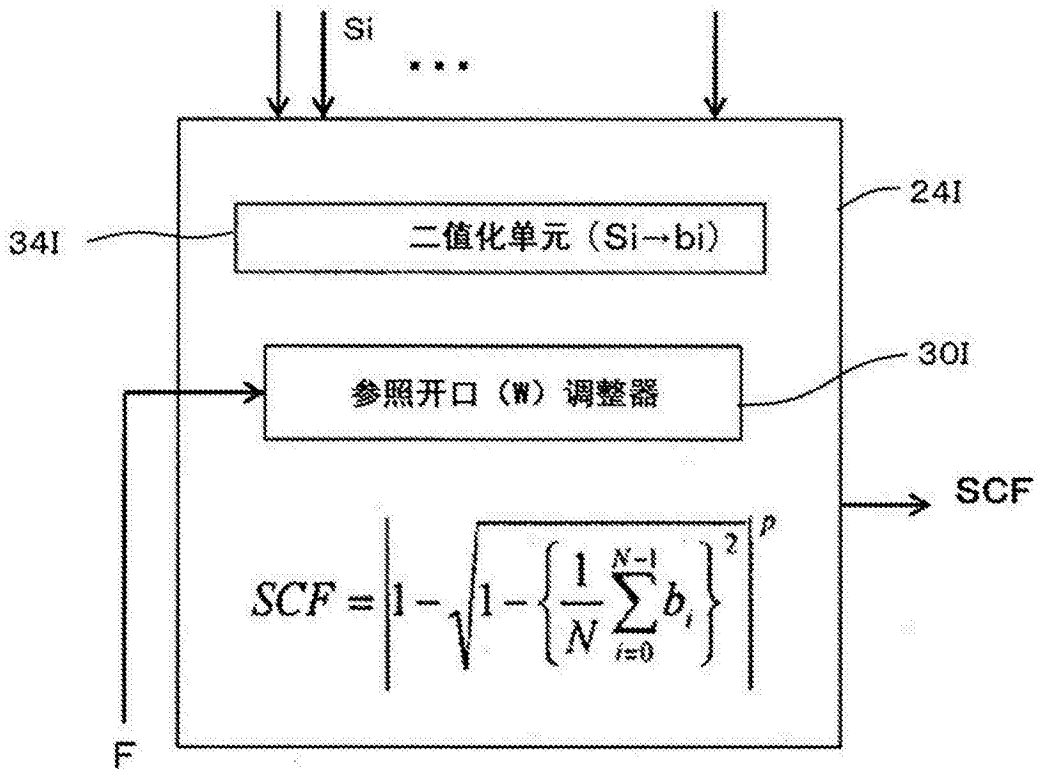 Si
...
24I
34I
二值化单元（Si→bi）
30I
参照开口（W）调整器
SCF
SCF = |1 - √(1 - {1/N ∑_{i=0}^{N-1} b_i}^2)|^p
F